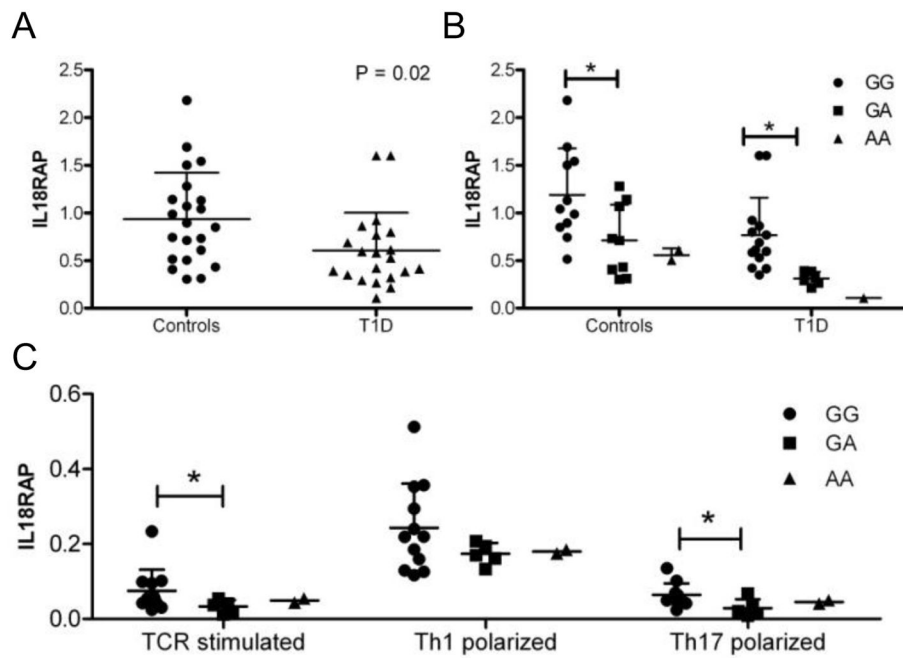 A
P = 0.02
IL18RAP
2.5
2.0
1.5
1.0
0.5
0.0
Controls
T1D
B
*
*
GG
GA
AA
IL18RAP
2.5
2.0
1.5
1.0
0.5
0.0
Controls
T1D
C
*
*
GG
GA
AA
IL18RAP
0.6
0.4
0.2
0.0
TCR stimulated
Th1 polarized
Th17 polarized